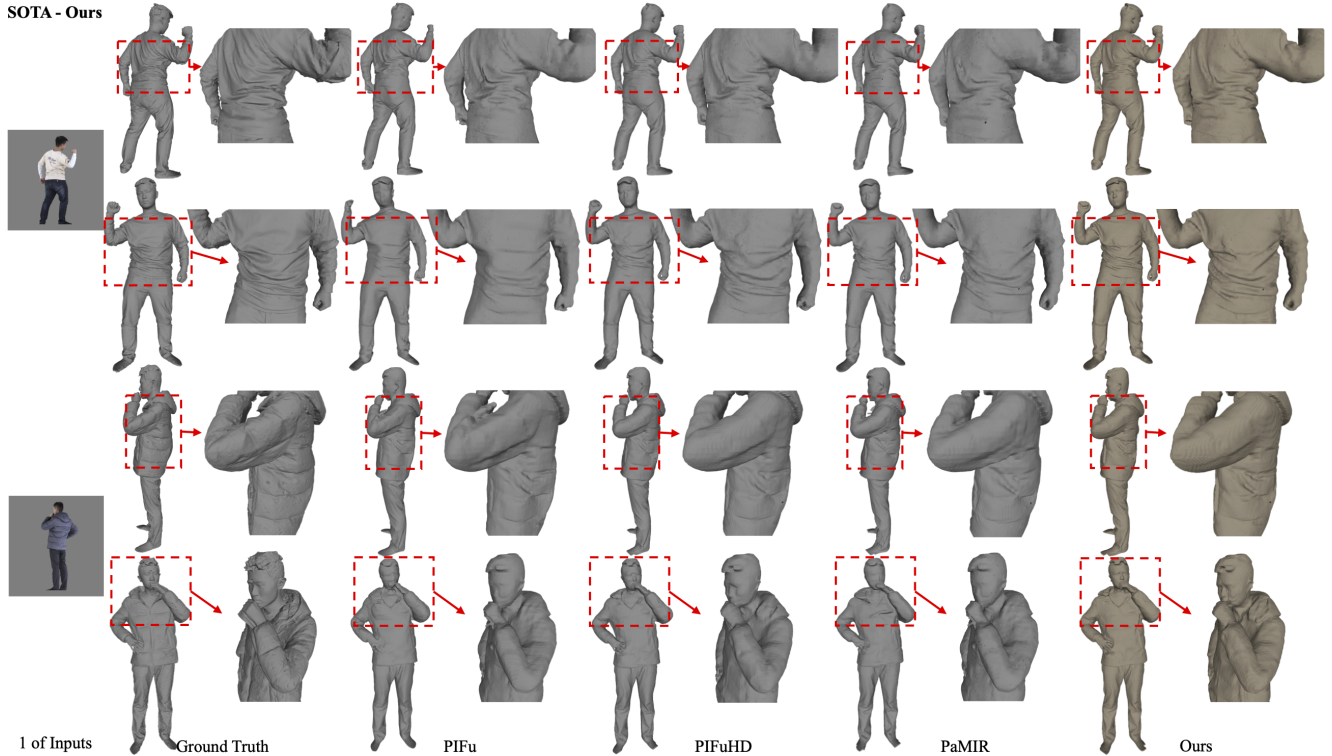 SOTA - Ours
1 of Inputs
Ground Truth
PIFu
PIFuHD
PaMIR
Ours